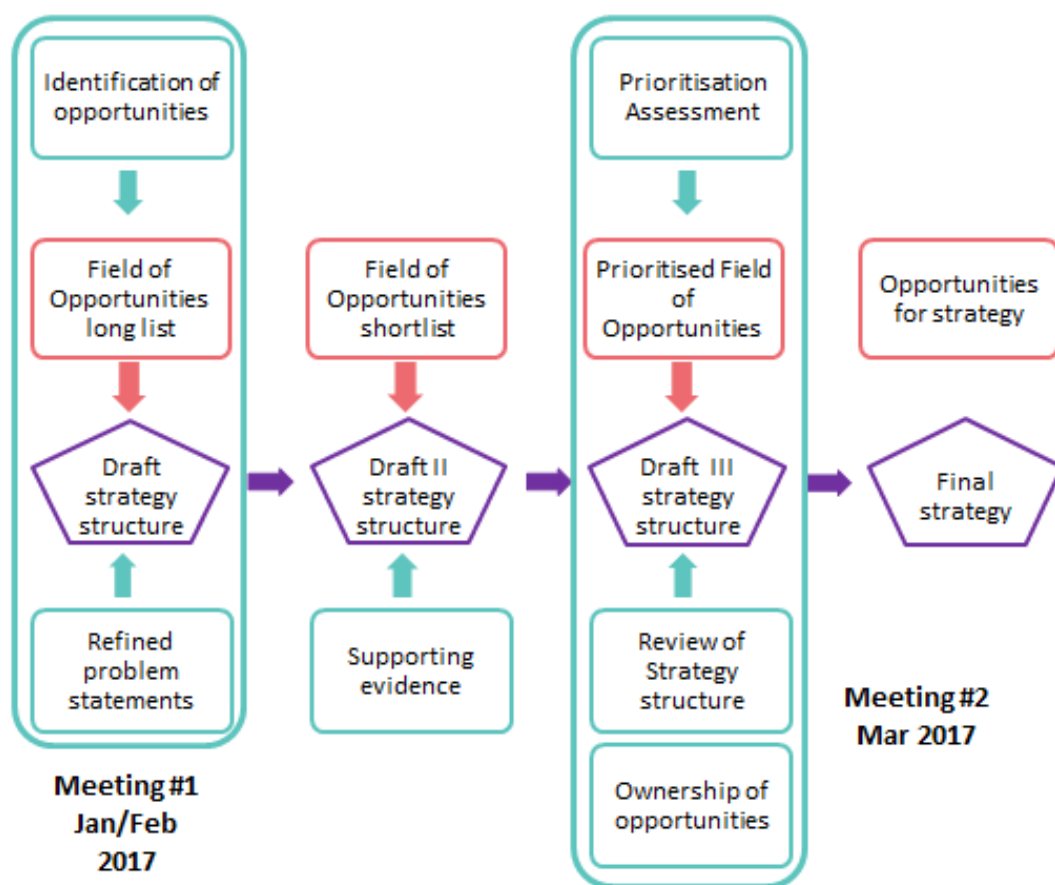 Identification of
opportunities
Prioritisation
Assessment
Field of
Opportunities
long list
Field of
Opportunities
shortlist
Prioritised Field
of
Opportunities
Opportunities
for strategy
Draft
strategy
structure
Draft II
strategy
structure
Draft III
strategy
structure
Final
strategy
Refined
problem
statements
Supporting
evidence
Review of
Strategy
structure
Ownership of
opportunities
Meeting #1
Jan/Feb
2017
Meeting #2
Mar 2017